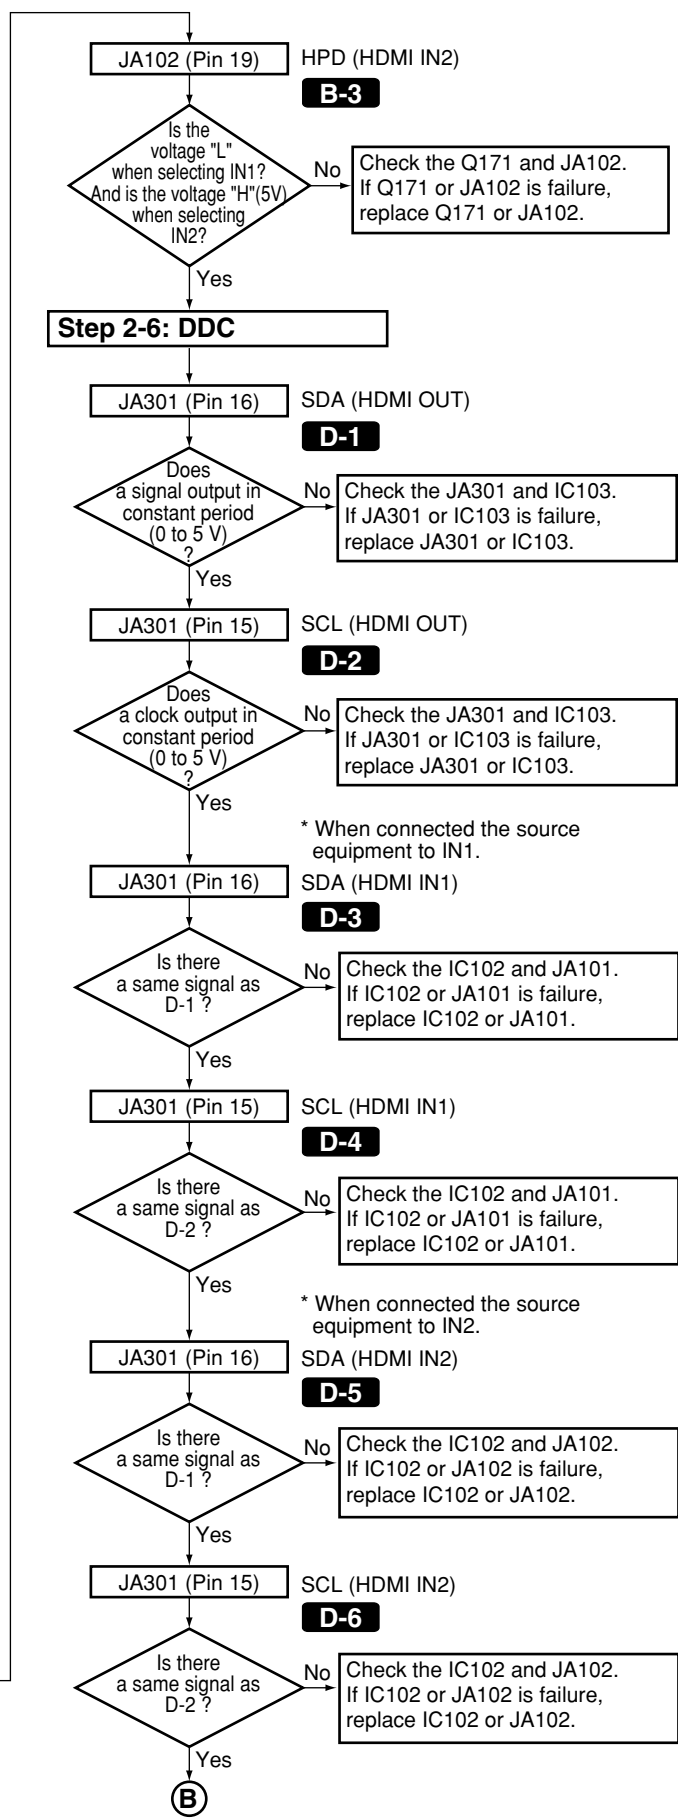 JA102 (Pin 19)
HPD (HDMI IN2)
B-3
Is the
voltage "L"
when selecting IN1?
And is the voltage "H"(5V)
when selecting
IN2?
No
Check the Q171 and JA102.
If Q171 or JA102 is failure,
replace Q171 or JA102.
Yes
Step 2-6: DDC
JA301 (Pin 16)
SDA (HDMI OUT)
D-1
Does
a signal output in
constant period
(0 to 5 V)
?
No
Check the JA301 and IC103.
If JA301 or IC103 is failure,
replace JA301 or IC103.
Yes
JA301 (Pin 15)
SCL (HDMI OUT)
D-2
Does
a clock output in
constant period
(0 to 5 V)
?
No
Check the JA301 and IC103.
If JA301 or IC103 is failure,
replace JA301 or IC103.
Yes
* When connected the source
equipment to IN1.
JA301 (Pin 16)
SDA (HDMI IN1)
D-3
Is there
a same signal as
D-1 ?
No
Check the IC102 and JA101.
If IC102 or JA101 is failure,
replace IC102 or JA101.
Yes
JA301 (Pin 15)
SCL (HDMI IN1)
D-4
Is there
a same signal as
D-2 ?
No
Check the IC102 and JA101.
If IC102 or JA101 is failure,
replace IC102 or JA101.
Yes
* When connected the source
equipment to IN2.
JA301 (Pin 16)
SDA (HDMI IN2)
D-5
Is there
a same signal as
D-1 ?
No
Check the IC102 and JA102.
If IC102 or JA102 is failure,
replace IC102 or JA102.
Yes
JA301 (Pin 15)
SCL (HDMI IN2)
D-6
Is there
a same signal as
D-2 ?
No
Check the IC102 and JA102.
If IC102 or JA102 is failure,
replace IC102 or JA102.
Yes
B